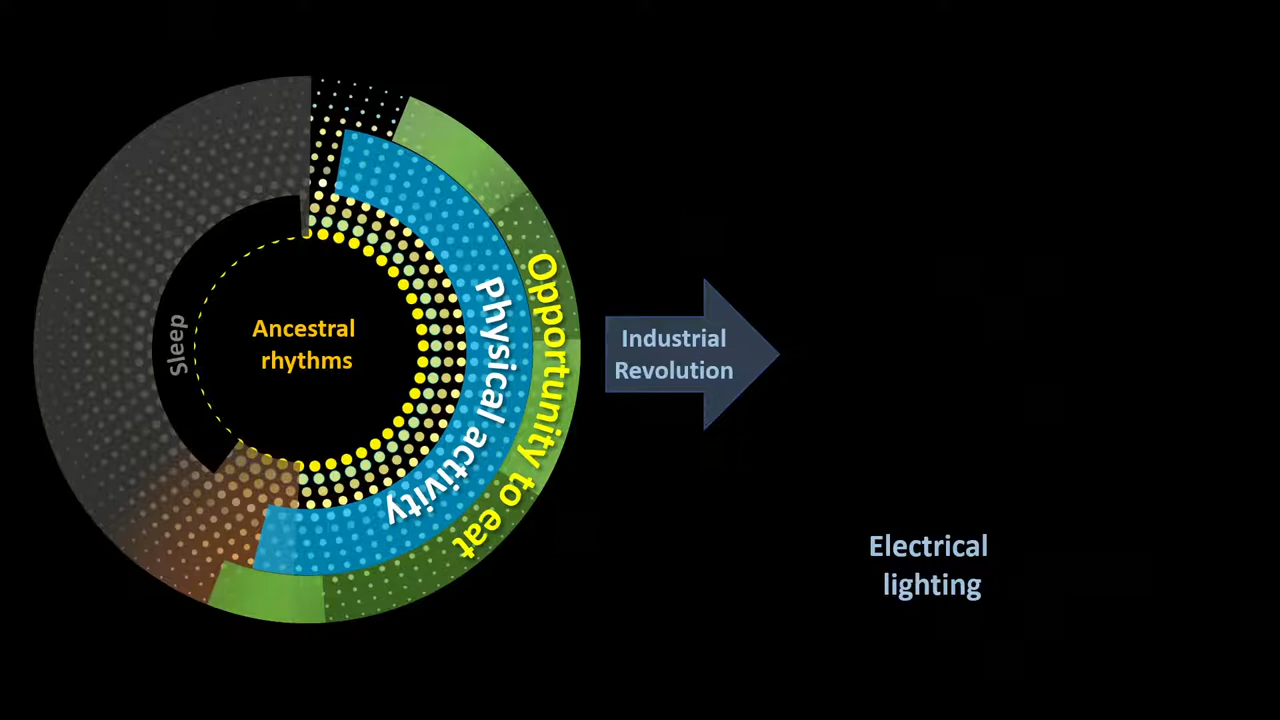 Sleep
Ancestral
rhythms
Physical activity
Opportunity to eat
Industrial
Revolution
Electrical
lighting